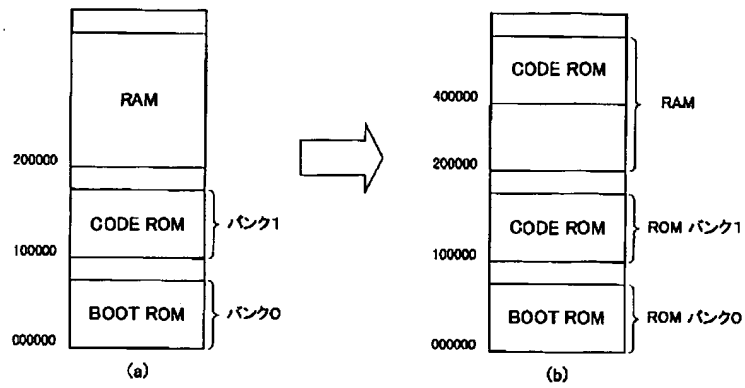 RAM
200000
CODE ROM
バンク1
100000
BOOT ROM
バンク0
000000
(a)
CODE ROM
400000
RAM
200000
CODE ROM
ROM バンク1
100000
BOOT ROM
ROM バンク0
000000
(b)